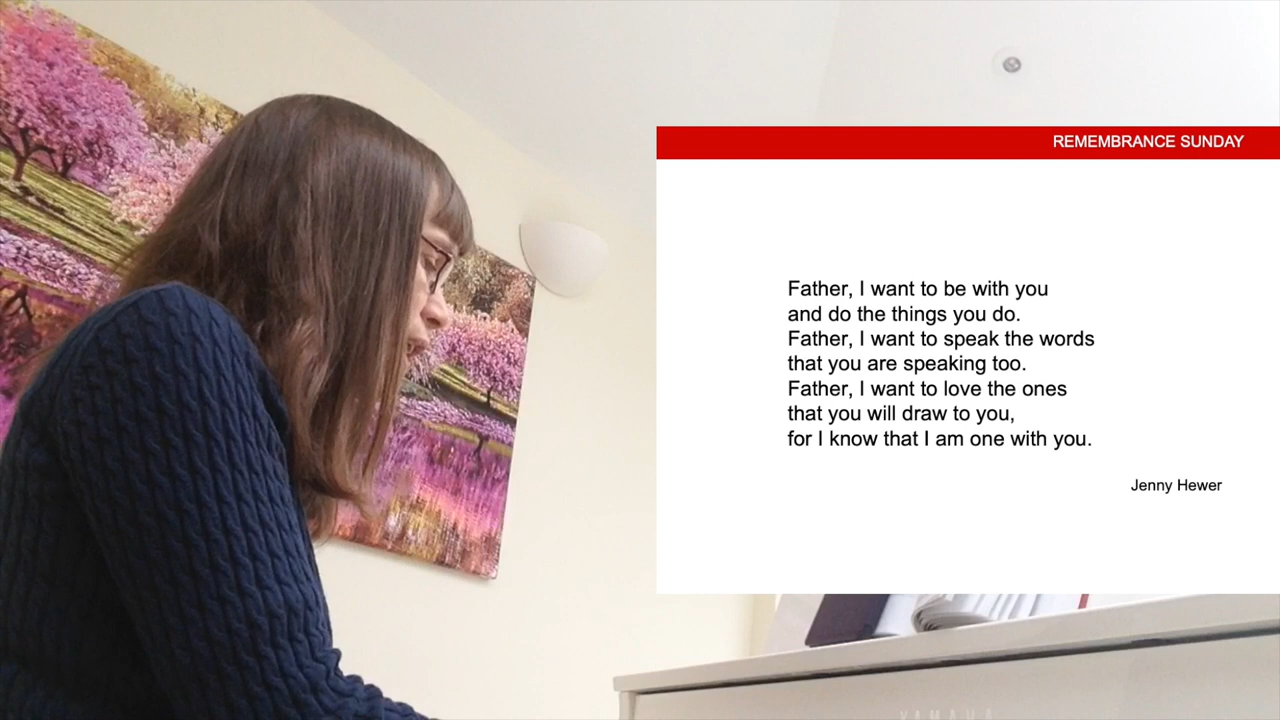 REMEMBRANCE SUNDAY
Father, I want to be with you
and do the things you do.
Father, I want to speak the words
that you are speaking too.
Father, I want to love the ones
that you will draw to you,
for I know that I am one with you.
Jenny Hewer
YAMAHA